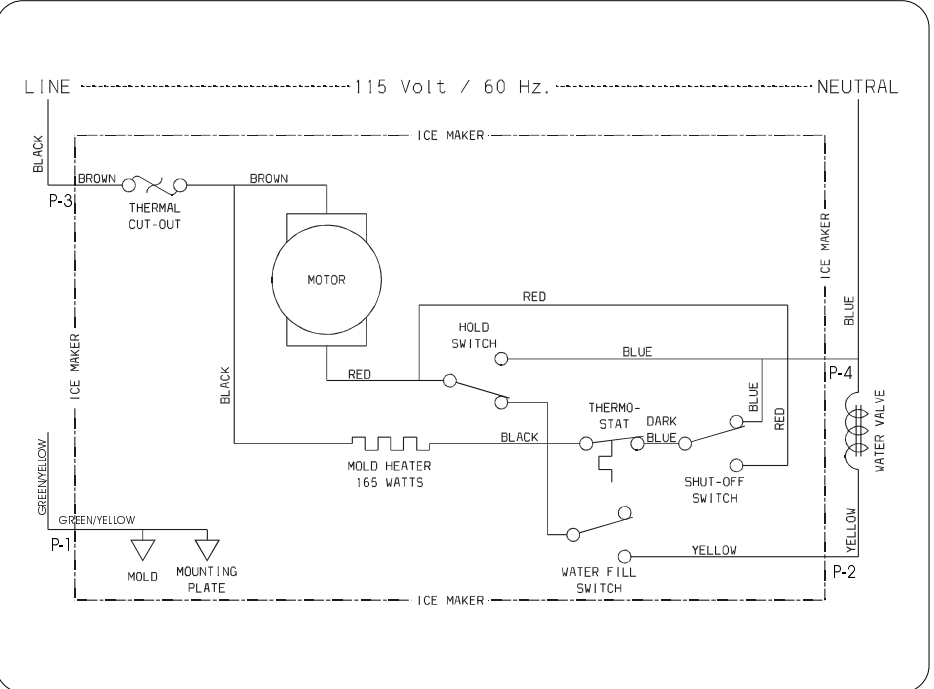 LINE 115 Volt / 60 Hz. NEUTRAL
ICE MAKER
BLACK
BROWN
BROWN
P-3
THERMAL
CUT-OUT
MOTOR
ICE MAKER
RED
HOLD
SWITCH
BLUE
BLUE
P-4
RED
BLACK
ICE MAKER
THERMO-
STAT
DARK
BLUE
BLUE
RED
WATER VALVE
BLACK
MOLD HEATER
165 WATTS
SHUT-OFF
SWITCH
GREEN/YELLOW
GREEN/YELLOW
P-1
MOLD
MOUNTING
PLATE
YELLOW
YELLOW
WATER FILL
SWITCH
P-2
ICE MAKER